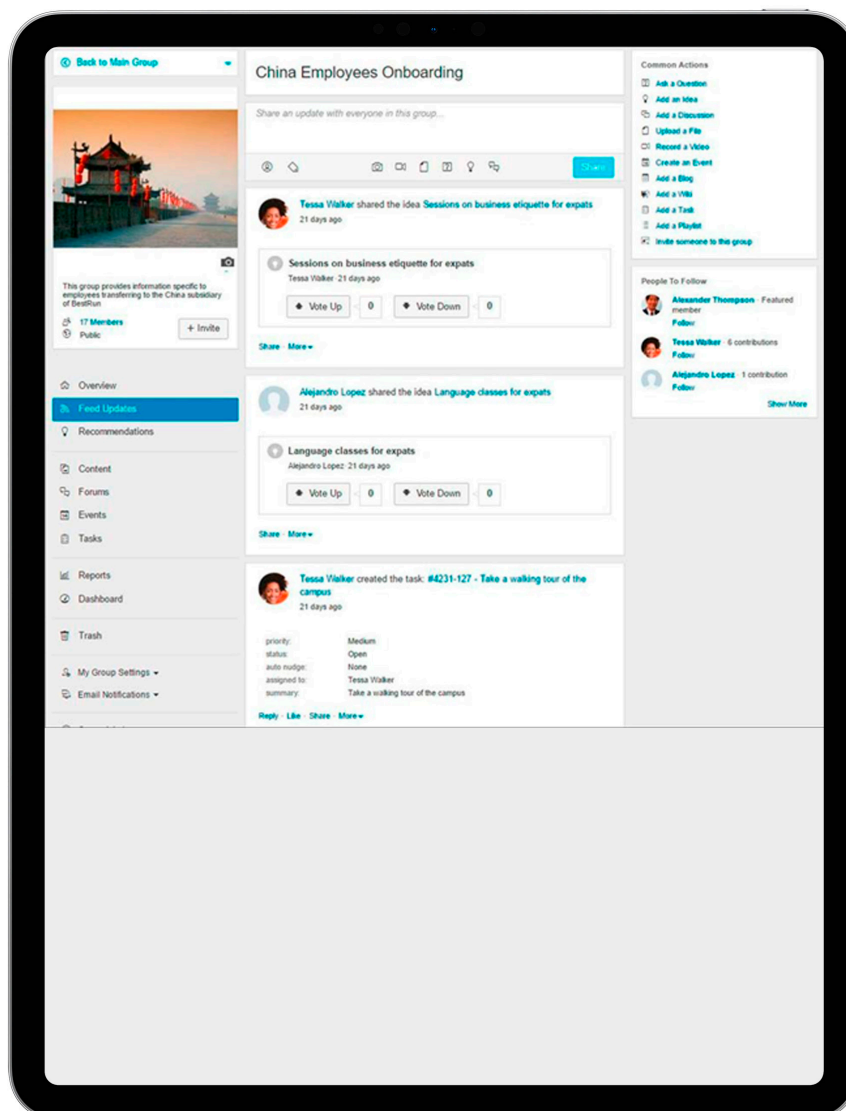 Back to Main Group
This group provides information specific to
employees transferring to the China subsidiary
of BestRun
17 Members
Public
+ Invite
Overview
Feed Updates
Recommendations
Content
Forums
Events
Tasks
Reports
Dashboard
Trash
My Group Settings
Email Notifications
China Employees Onboarding
Share an update with everyone in this group...
Share
Tessa Walker shared the idea Sessions on business etiquette for expats
21 days ago
Sessions on business etiquette for expats
Tessa Walker · 21 days ago
Vote Up 0 Vote Down 0
Share · More
Alejandro Lopez shared the idea Language classes for expats
21 days ago
Language classes for expats
Alejandro Lopez · 21 days ago
Vote Up 0 Vote Down 0
Share · More
Tessa Walker created the task: #4231-127 - Take a walking tour of the
campus
21 days ago
priority: Medium
status: Open
auto nudge: None
assigned to: Tessa Walker
summary: Take a walking tour of the campus
Reply · Like · Share · More
Common Actions
Ask a Question
Add an Idea
Add a Discussion
Upload a File
Record a Video
Create an Event
Add a Blog
Add a Wiki
Add a Task
Add a Playlist
Invite someone to this group
People To Follow
Alexander Thompson · Featured
member
Follow
Tessa Walker · 6 contributions
Follow
Alejandro Lopez · 1 contribution
Follow
Show More